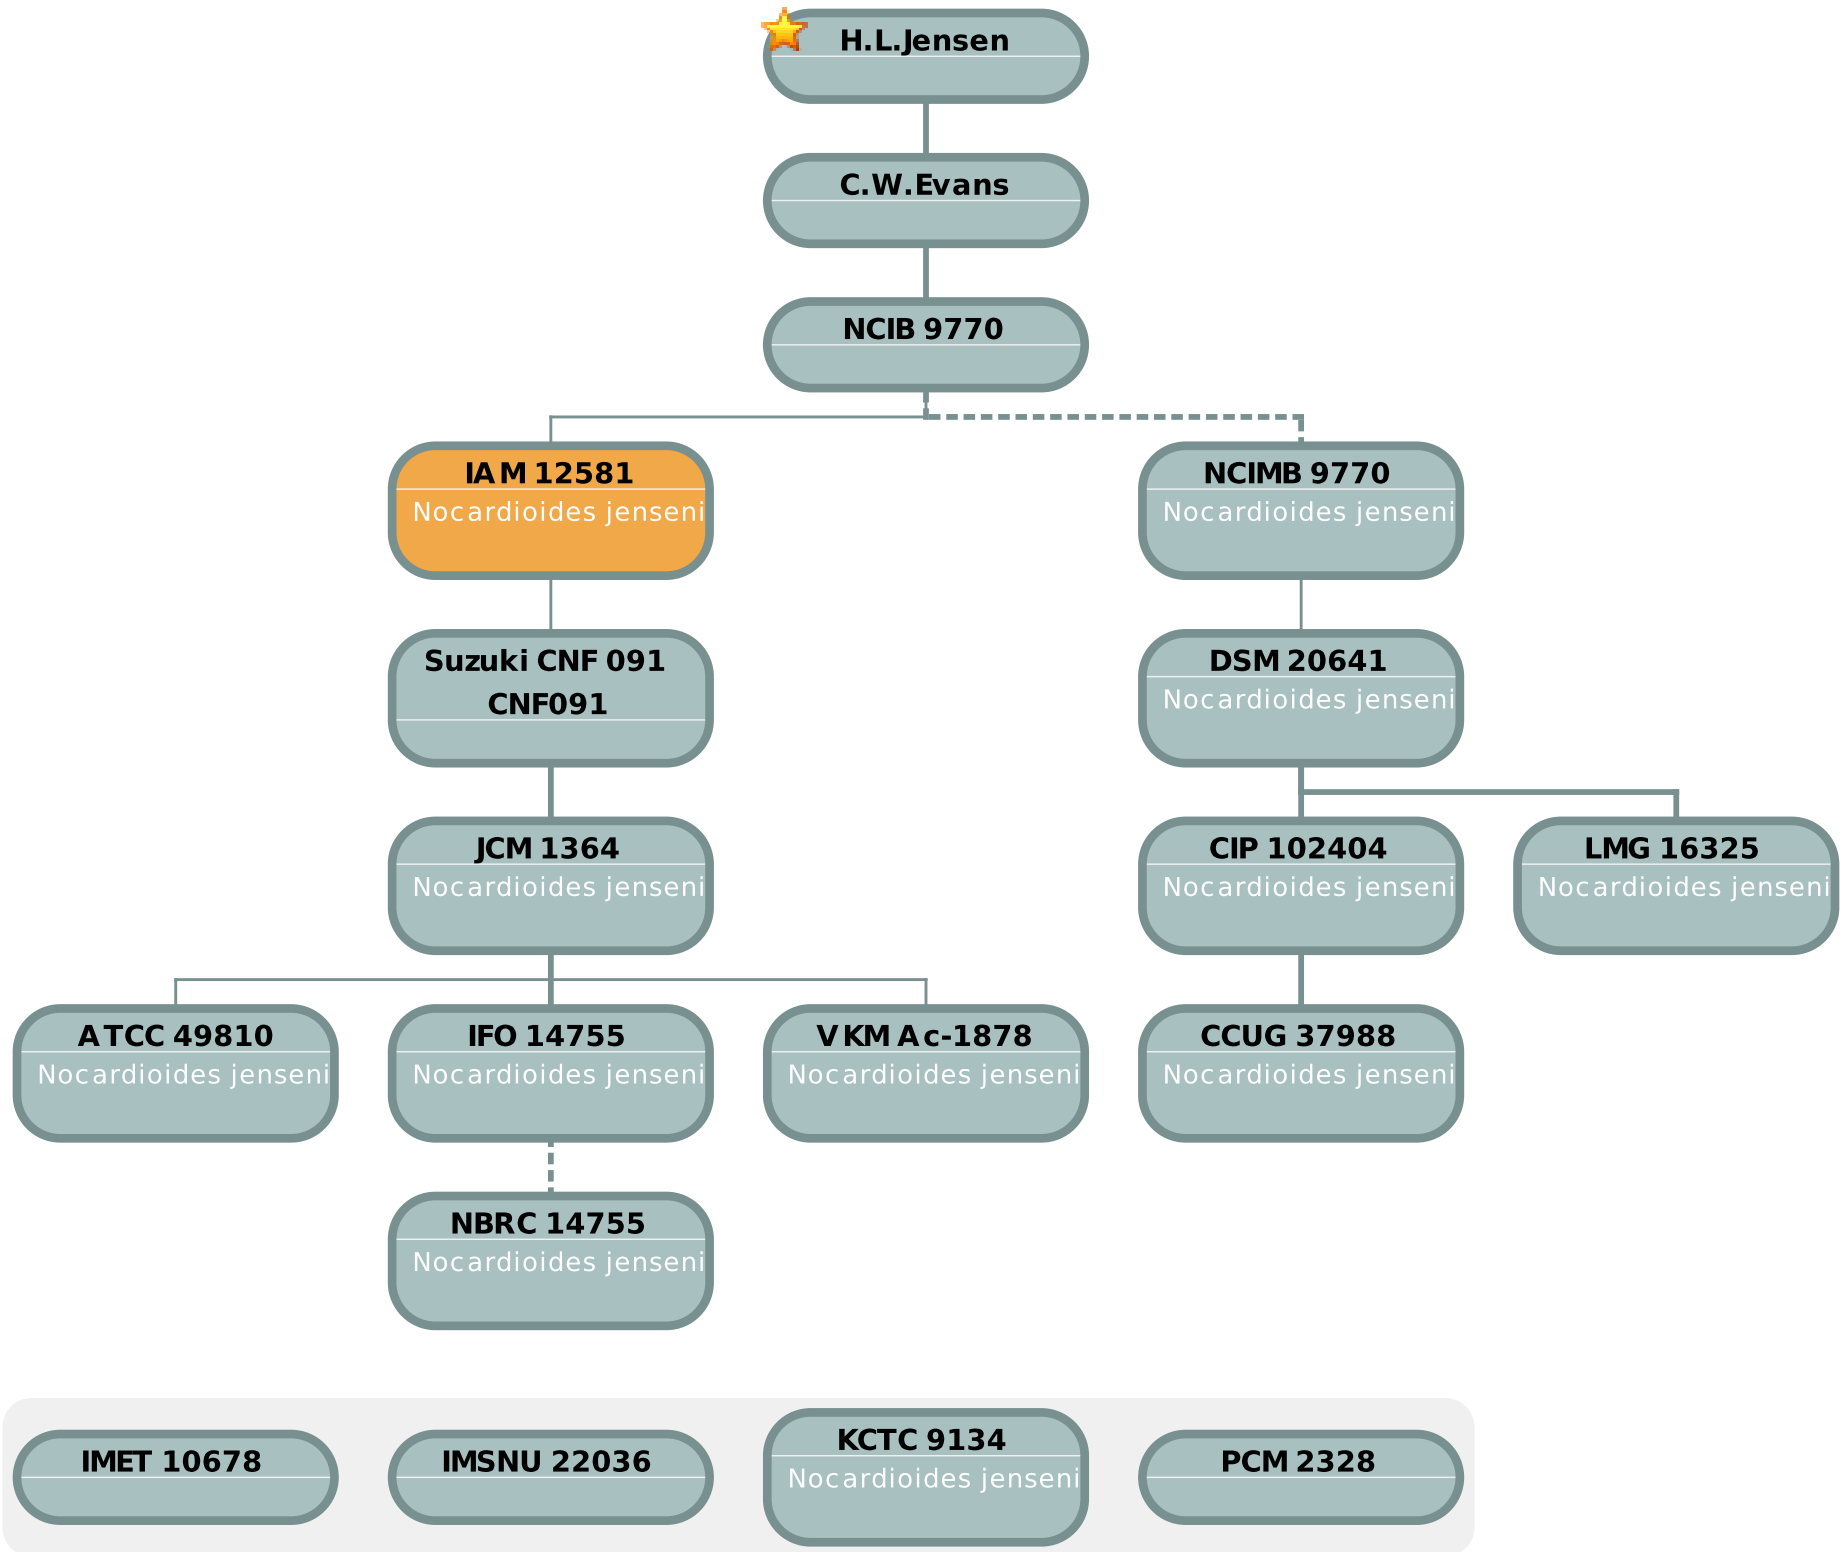 H.L.Jensen
C.W.Evans
NCIB 9770
IAM 12581
Nocardioides jenseni
NCIMB 9770
Nocardioides jenseni
Suzuki CNF 091
CNF091
DSM 20641
Nocardioides jenseni
JCM 1364
Nocardioides jenseni
CIP 102404
Nocardioides jenseni
LMG 16325
Nocardioides jenseni
ATCC 49810
Nocardioides jenseni
IFO 14755
Nocardioides jenseni
VKM Ac-1878
Nocardioides jenseni
CCUG 37988
Nocardioides jenseni
NBRC 14755
Nocardioides jenseni
IMET 10678
IMSNU 22036
KCTC 9134
Nocardioides jenseni
PCM 2328